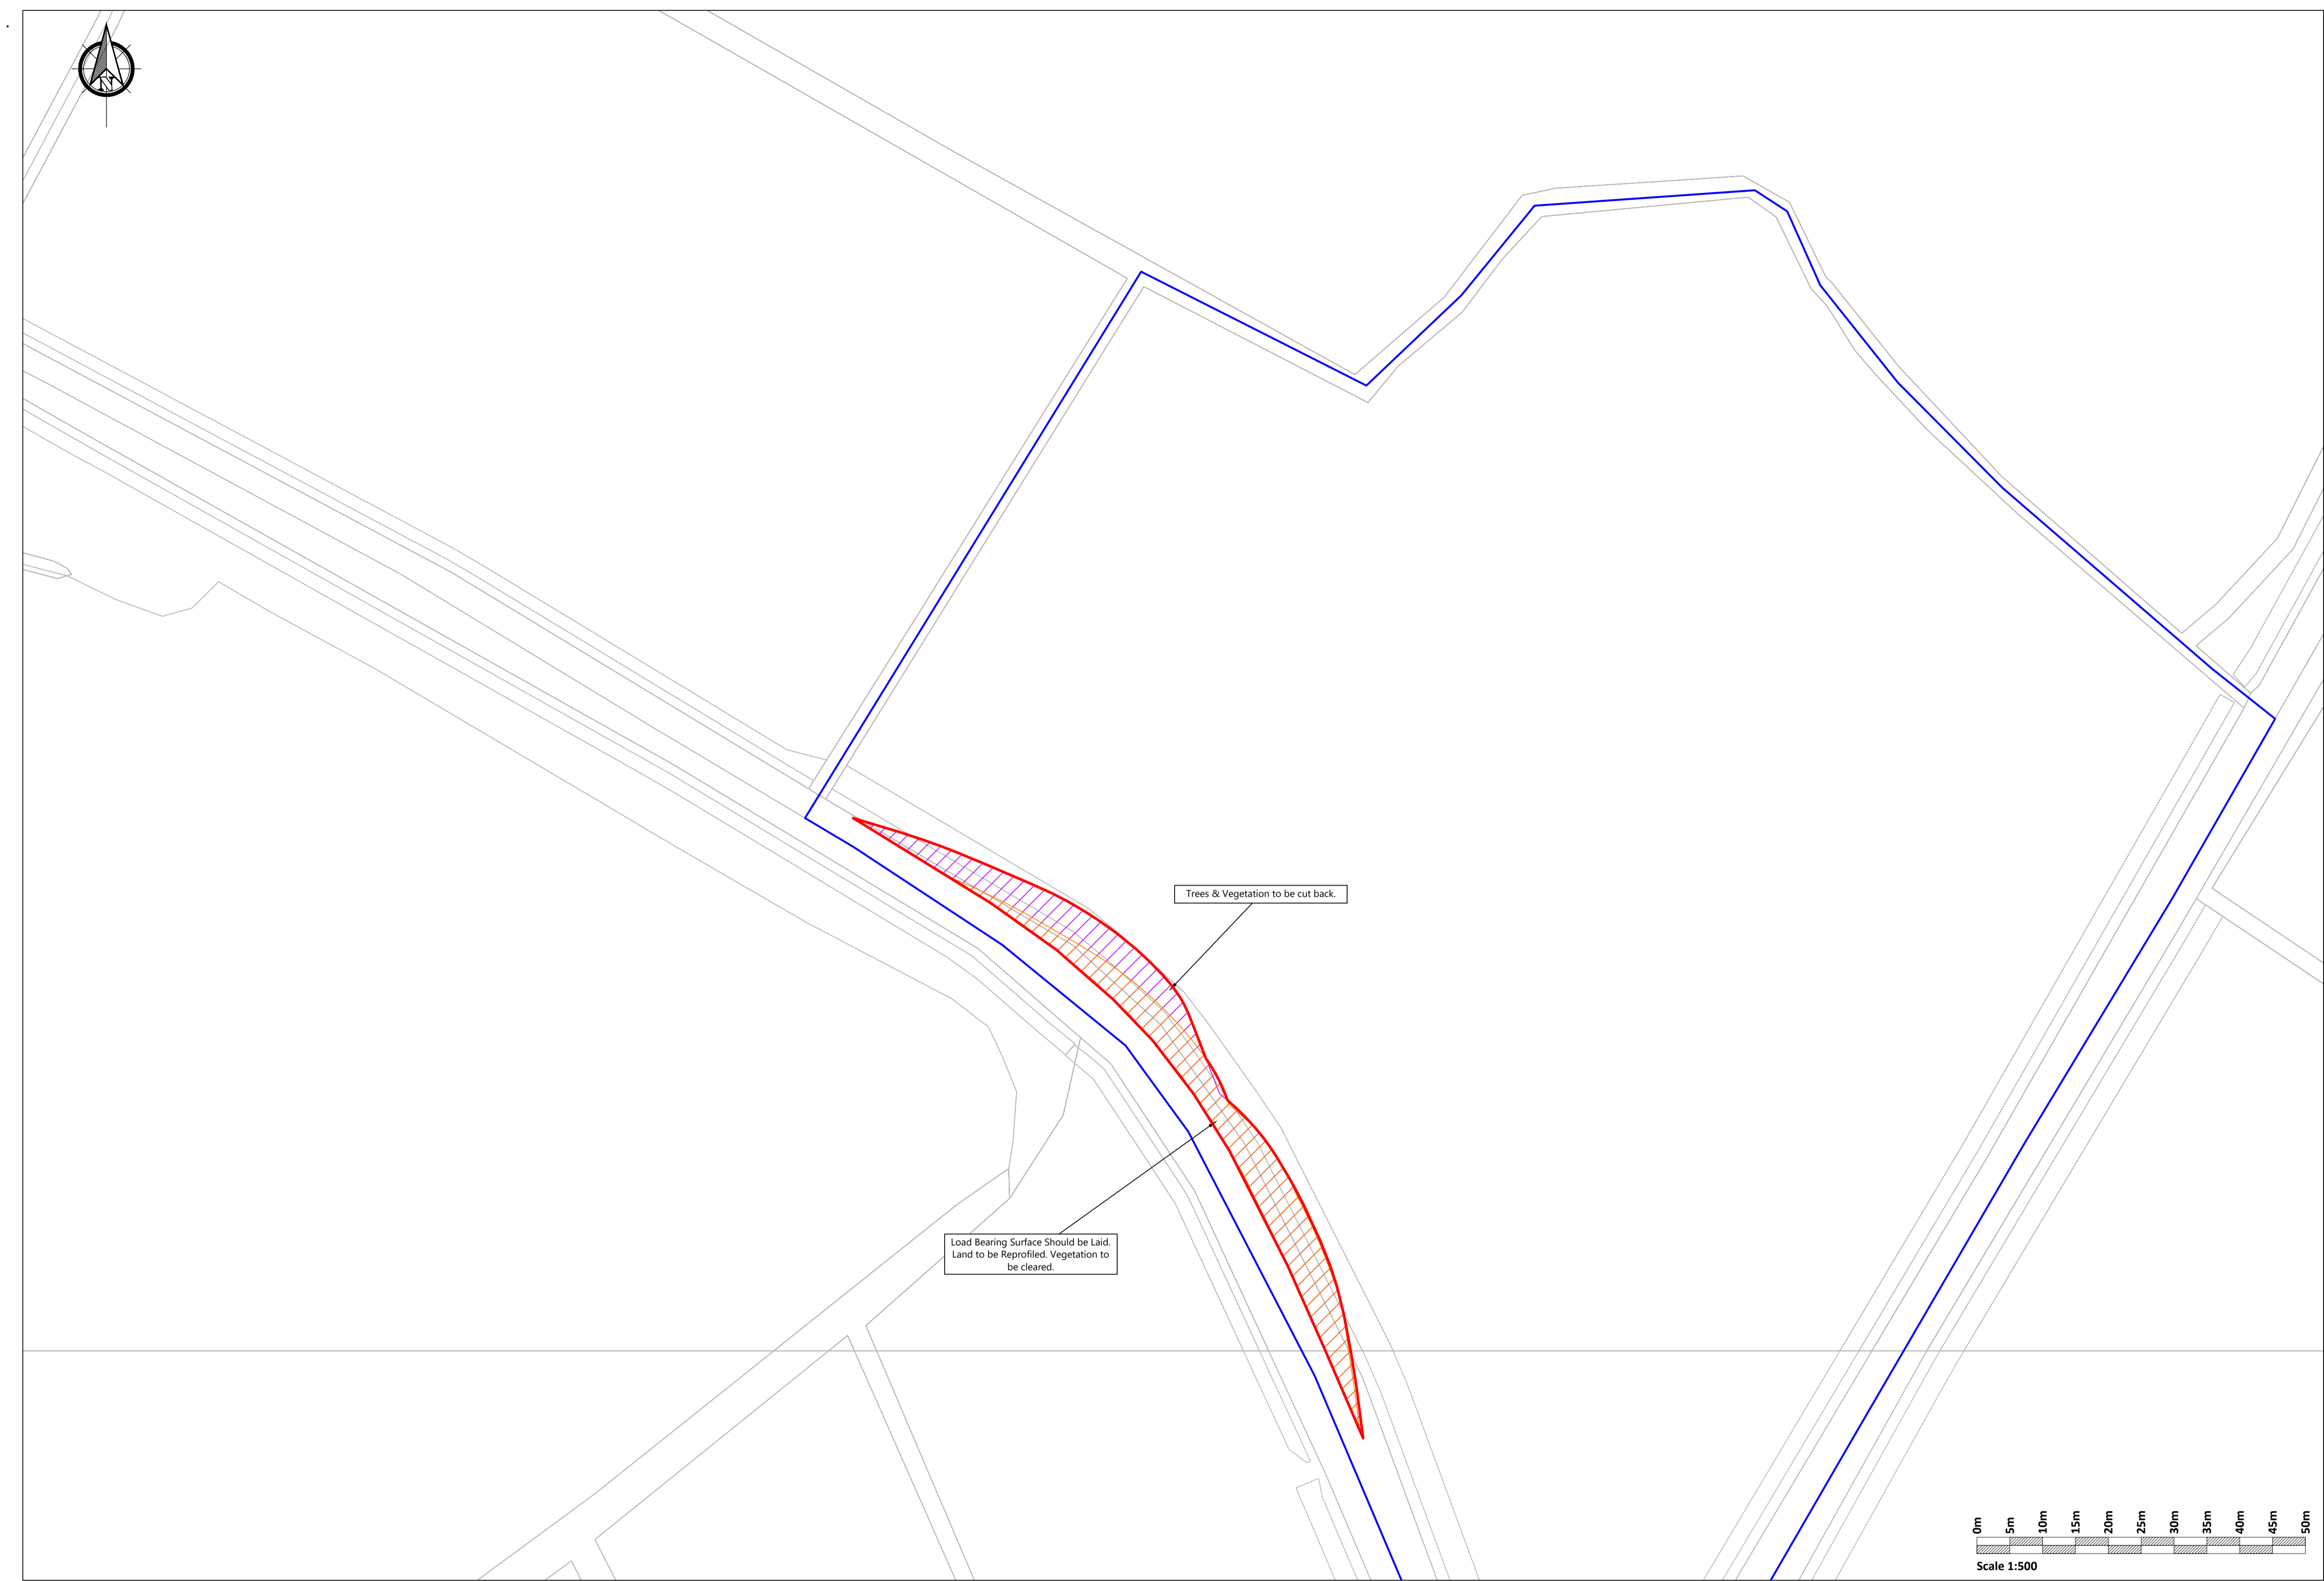 N
Trees & Vegetation to be cut back.
Load Bearing Surface Should be Laid.
Land to be Reprofiled. Vegetation to
be cleared.
0m
5m
10m
15m
20m
25m
30m
35m
40m
45m
50m
Scale 1:500